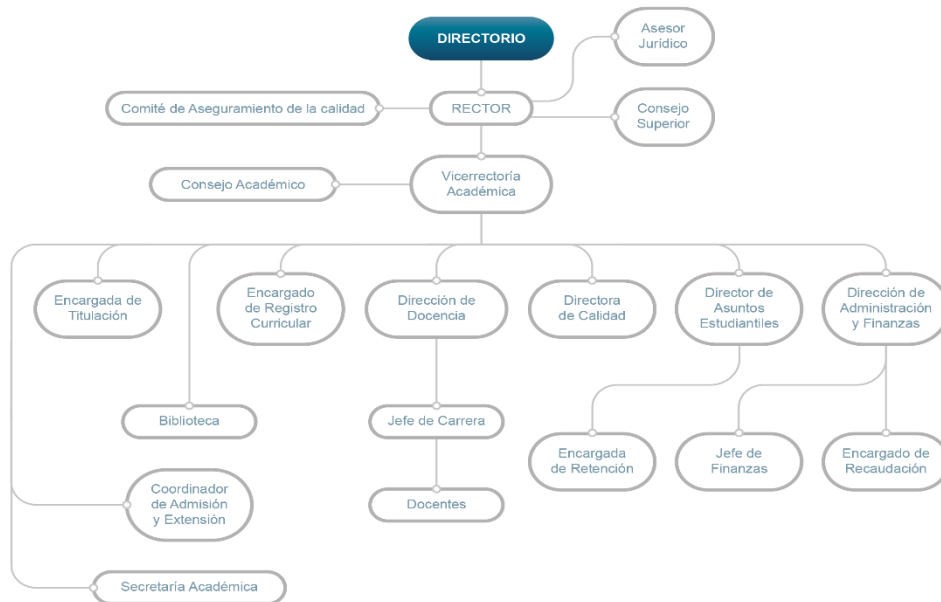 DIRECTORIO
Asesor
Jurídico
Comité de Aseguramiento de la calidad
RECTOR
Consejo
Superior
Consejo Académico
Vicerrectoría
Académica
Encargada de
Titulación
Encargado
de Registro
Curricular
Dirección de
Docencia
Directora
de Calidad
Director de
Asuntos
Estudiantiles
Dirección de
Administración
y Finanzas
Biblioteca
Jefe de Carrera
Encargada
de Retención
Jefe de
Finanzas
Encargado de
Recaudación
Coordinador
de Admisión
y Extensión
Docentes
Secretaría Académica